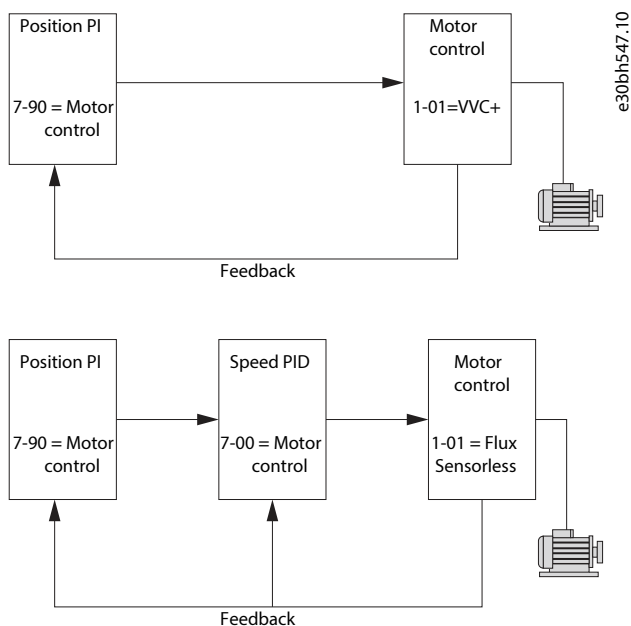 Position PI
7-90 = Motor
control
Motor
control
1-01=VVC+
e30bh547.10
Feedback
Position PI
7-90 = Motor
control
Speed PID
7-00 = Motor
control
Motor
control
1-01 = Flux
Sensorless
Feedback